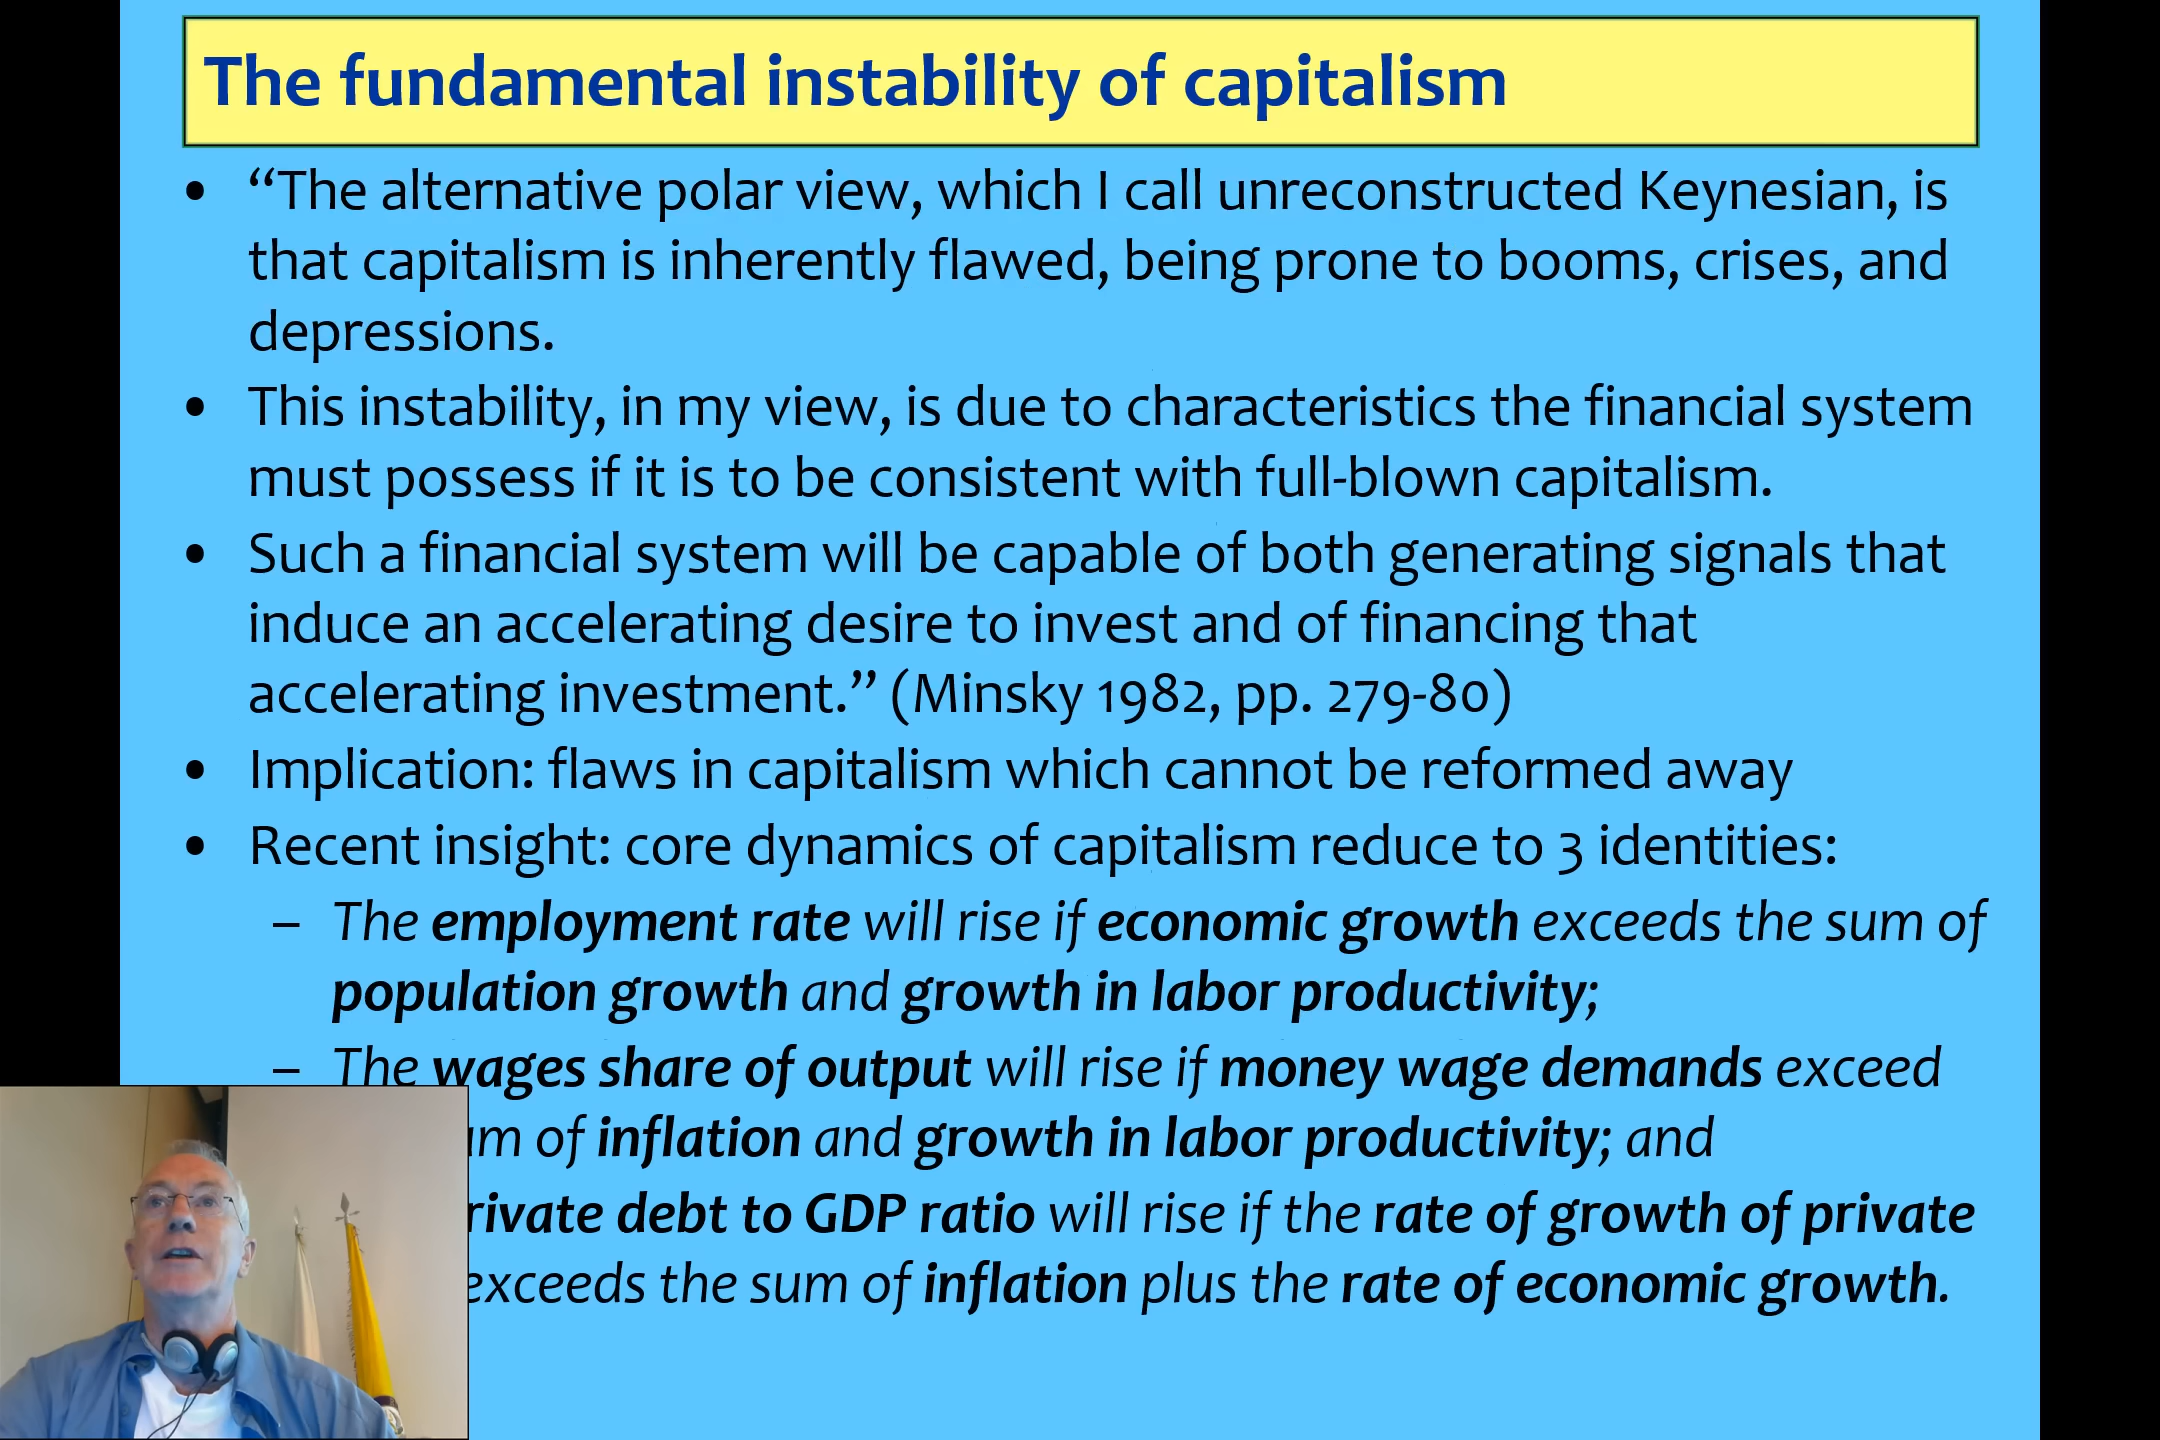 The fundamental instability of capitalism
• “The alternative polar view, which I call unreconstructed Keynesian, is
that capitalism is inherently flawed, being prone to booms, crises, and
depressions.
• This instability, in my view, is due to characteristics the financial system
must possess if it is to be consistent with full-blown capitalism.
• Such a financial system will be capable of both generating signals that
induce an accelerating desire to invest and of financing that
accelerating investment.” (Minsky 1982, pp. 279-80)
• Implication: flaws in capitalism which cannot be reformed away
• Recent insight: core dynamics of capitalism reduce to 3 identities:
– The employment rate will rise if economic growth exceeds the sum of
population growth and growth in labor productivity;
– The wages share of output will rise if money wage demands exceed
of inflation and growth in labor productivity; and
debt to GDP ratio will rise if the rate of growth of private
exceeds the sum of inflation plus the rate of economic growth.